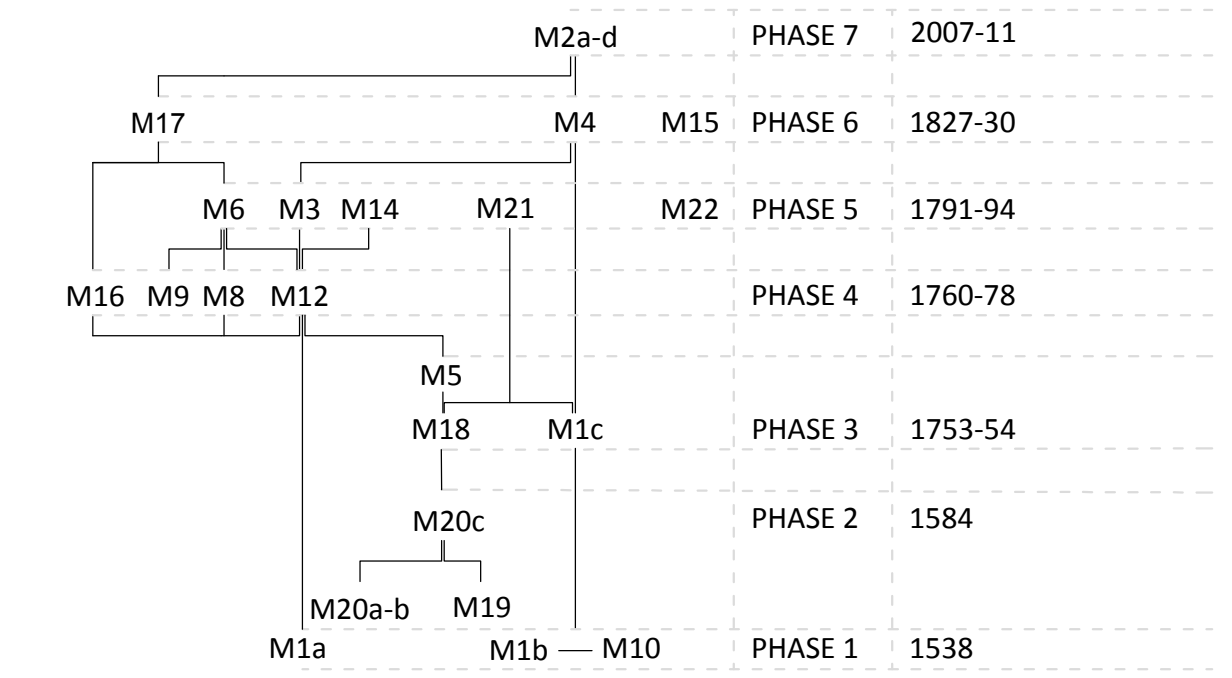 M2a-d PHASE 7 2007-11
M17 M4 M15 PHASE 6 1827-30
M6 M3 M14 M21 M22 PHASE 5 1791-94
M16 M9 M8 M12 PHASE 4 1760-78
M5
M18 M1c PHASE 3 1753-54
M20c PHASE 2 1584
M20a-b M19
M1a M1b — M10 PHASE 1 1538